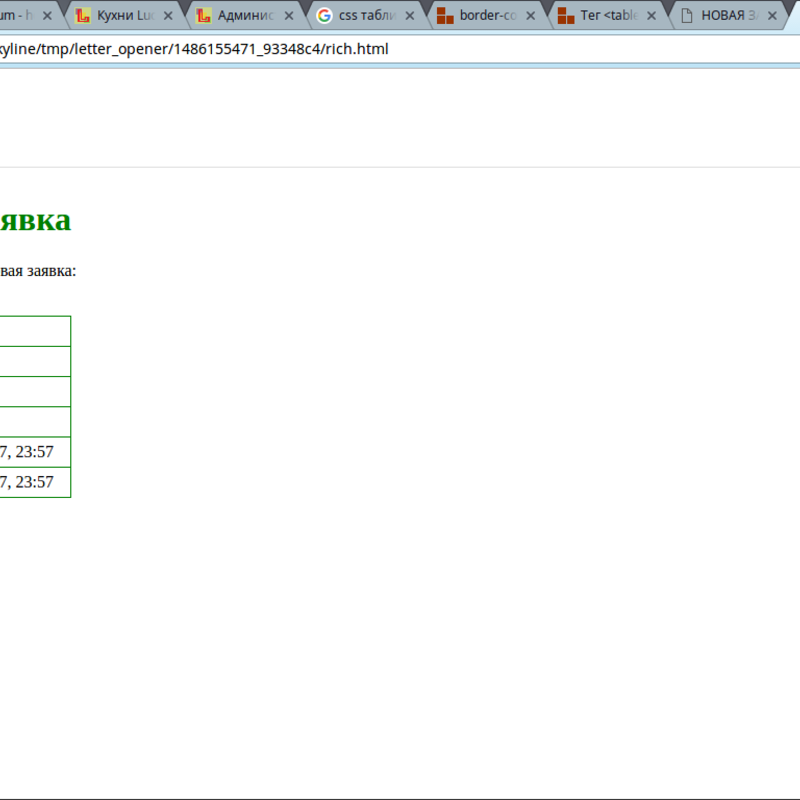 um - h
Кухни Lu
Админис
css табли
border-co
Тег <table
НОВАЯ З
kyline/tmp/letter_opener/1486155471_93348c4/rich.html
явка
вая заявка:
7, 23:57
7, 23:57